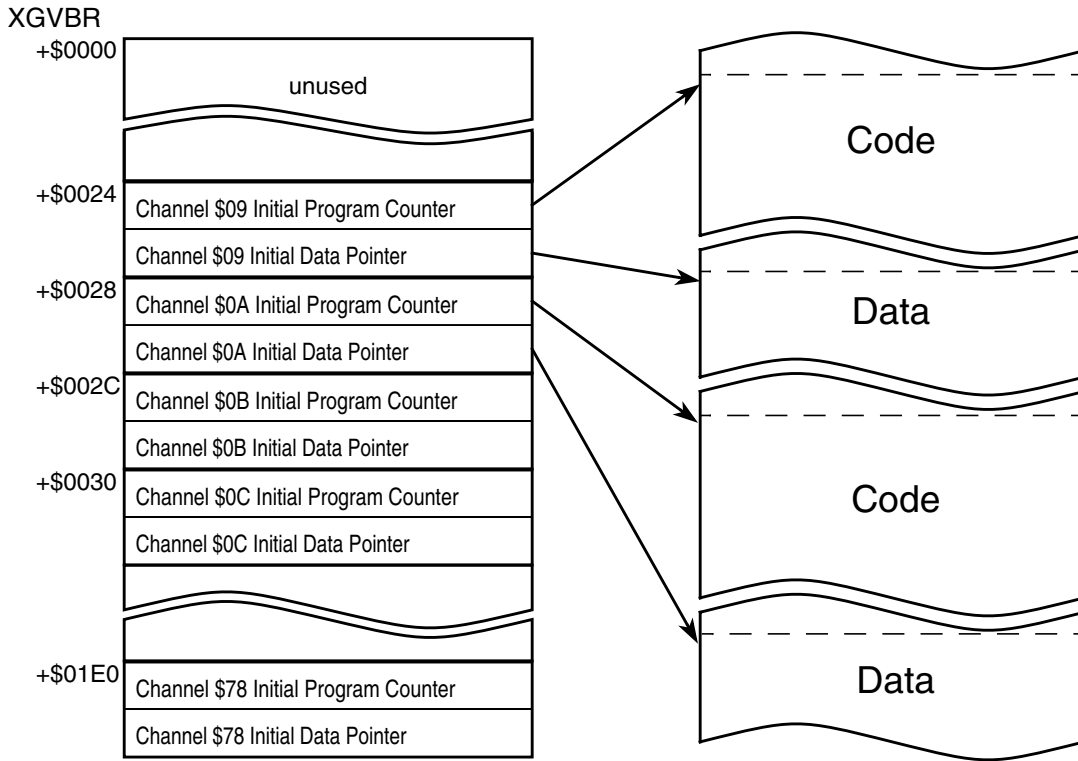 XGVBR
+$0000
unused
+$0024
Channel $09 Initial Program Counter
Channel $09 Initial Data Pointer
+$0028
Channel $0A Initial Program Counter
Channel $0A Initial Data Pointer
+$002C
Channel $0B Initial Program Counter
Channel $0B Initial Data Pointer
+$0030
Channel $0C Initial Program Counter
Channel $0C Initial Data Pointer
+$01E0
Channel $78 Initial Program Counter
Channel $78 Initial Data Pointer
Code
Data
Code
Data